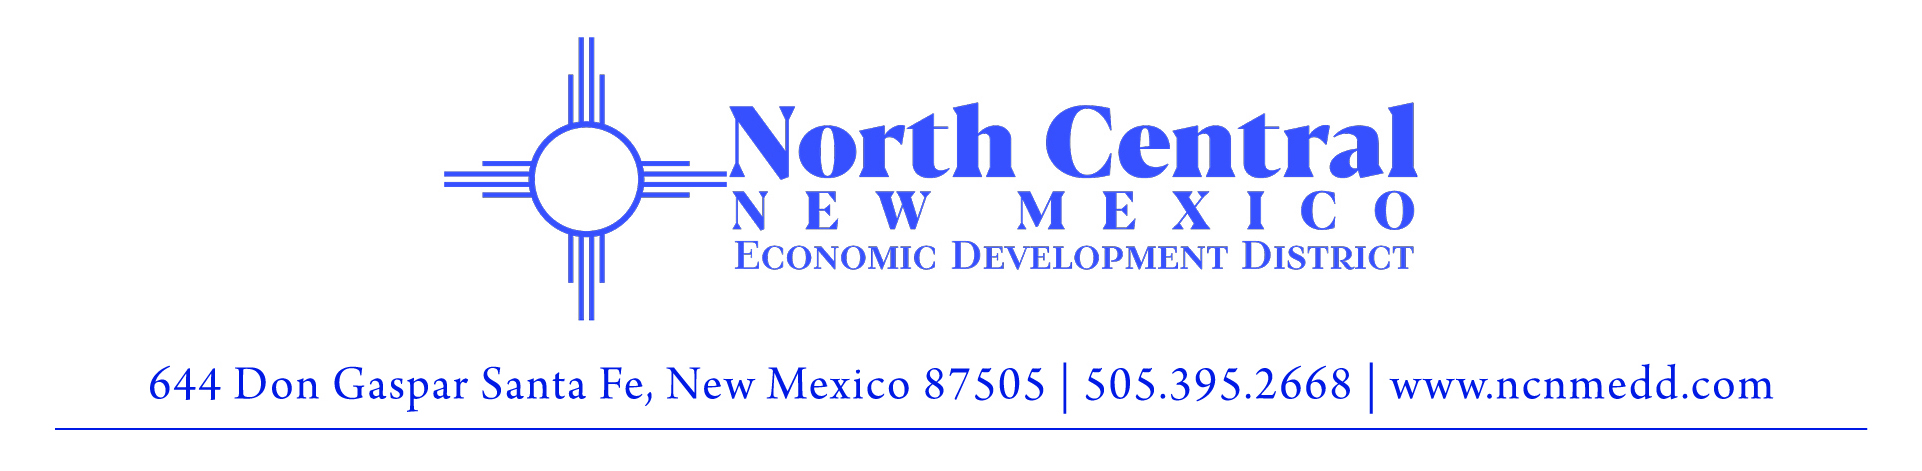 North Central
NEW MEXICO
ECONOMIC DEVELOPMENT DISTRICT
644 Don Gaspar Santa Fe, New Mexico 87505 | 505.395.2668 | www.ncnmedd.com